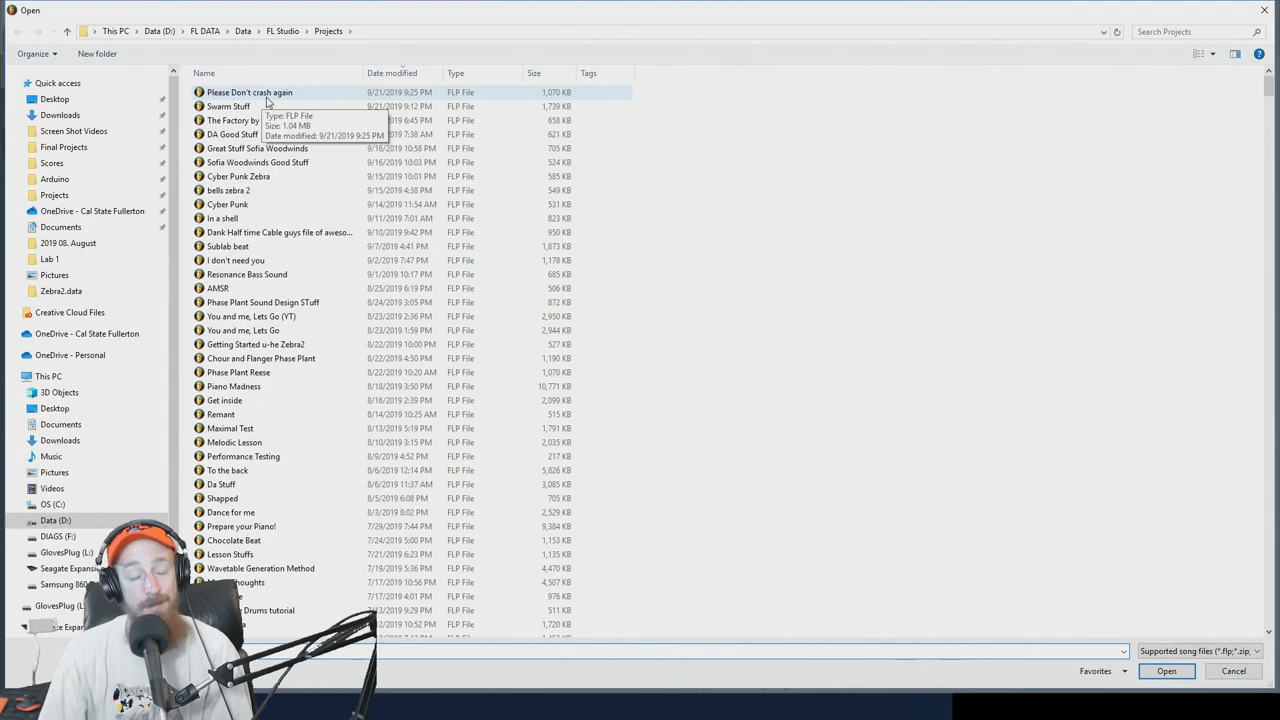 Open
This PC > Data (D:) > FL DATA > Data > FL Studio > Projects >
Search Projects
Organize
New folder
Quick access
Desktop
Downloads
Screen Shot Videos
Final Projects
Scores
Arduino
Projects
OneDrive - Cal State Fullerton
Documents
2019 08. August
Lab 1
Pictures
Zebra2.data
Creative Cloud Files
OneDrive - Cal State Fullerton
OneDrive - Personal
This PC
3D Objects
Desktop
Documents
Downloads
Music
Pictures
Videos
OS (C:)
Data (D:)
DIAGS (F:)
GlovesPlug (L:)
Seagate Expan
Samsung 860
GlovesPlug (L:
Name Date modified Type Size Tags
Please Don't crash again 9/21/2019 9:25 PM FLP File 1,070 KB
Swarm Stuff 9/21/2019 9:12 PM FLP File 1,739 KB
The Factory by 6:45 PM FLP File 658 KB
DA Good Stuff 7:38 PM FLP File 621 KB
Type: FLP File
Size: 1.04 MB
Date modified: 9/21/2019 9:25 PM
Great Stuff Sofia Woodwinds 9/16/2019 10:58 PM FLP File 705 KB
Sofia Woodwinds Good Stuff 9/16/2019 10:03 PM FLP File 524 KB
Cyber Punk Zebra 9/15/2019 10:01 PM FLP File 585 KB
bells zebra 2 9/15/2019 4:38 PM FLP File 549 KB
Cyber Punk 9/14/2019 11:54 AM FLP File 531 KB
In a shell 9/11/2019 7:01 AM FLP File 823 KB
Dank Half time Cable guys file of aweso... 9/10/2019 9:42 PM FLP File 950 KB
Sublab beat 9/7/2019 4:41 PM FLP File 1,873 KB
I don't need you 9/2/2019 7:47 PM FLP File 1,178 KB
Resonance Bass Sound 9/1/2019 10:17 PM FLP File 685 KB
AMSR 8/25/2019 6:19 PM FLP File 506 KB
Phase Plant Sound Design STuff 8/24/2019 3:05 PM FLP File 872 KB
You and me, Lets Go (YT) 8/23/2019 2:36 PM FLP File 2,950 KB
You and me, Lets Go 8/23/2019 1:59 PM FLP File 2,944 KB
Getting Started u-he Zebra2 8/22/2019 10:00 PM FLP File 527 KB
Chour and Flanger Phase Plant 8/22/2019 4:50 PM FLP File 1,190 KB
Phase Plant Reese 8/22/2019 10:20 AM FLP File 1,070 KB
Piano Madness 8/18/2019 3:50 PM FLP File 10,771 KB
Get inside 8/16/2019 2:39 PM FLP File 2,099 KB
Remant 8/14/2019 10:25 AM FLP File 515 KB
Maximal Test 8/13/2019 5:19 PM FLP File 1,791 KB
Melodic Lesson 8/10/2019 3:15 PM FLP File 2,035 KB
Performance Testing 8/9/2019 4:52 PM FLP File 217 KB
To the back 8/6/2019 12:14 PM FLP File 5,826 KB
Da Stuff 8/6/2019 11:37 AM FLP File 3,085 KB
Shapped 8/5/2019 6:08 PM FLP File 705 KB
Dance for me 8/3/2019 8:02 PM FLP File 2,529 KB
Prepare your Piano! 7/29/2019 7:44 PM FLP File 9,384 KB
Chocolate Beat 7/24/2019 5:00 PM FLP File 1,153 KB
Lesson Stuffs 7/21/2019 6:23 PM FLP File 1,135 KB
Wavetable Generation Method 7/19/2019 5:36 PM FLP File 4,470 KB
houghts 7/17/2019 10:56 PM FLP File 4,507 KB
7/17/2019 4:01 PM FLP File 976 KB
Drums tutorial 7/13/2019 9:29 PM FLP File 511 KB
2019 10:52 PM FLP File 1,644 KB
Supported song files (*.flp;*.zip,
Favorites
Open
Cancel